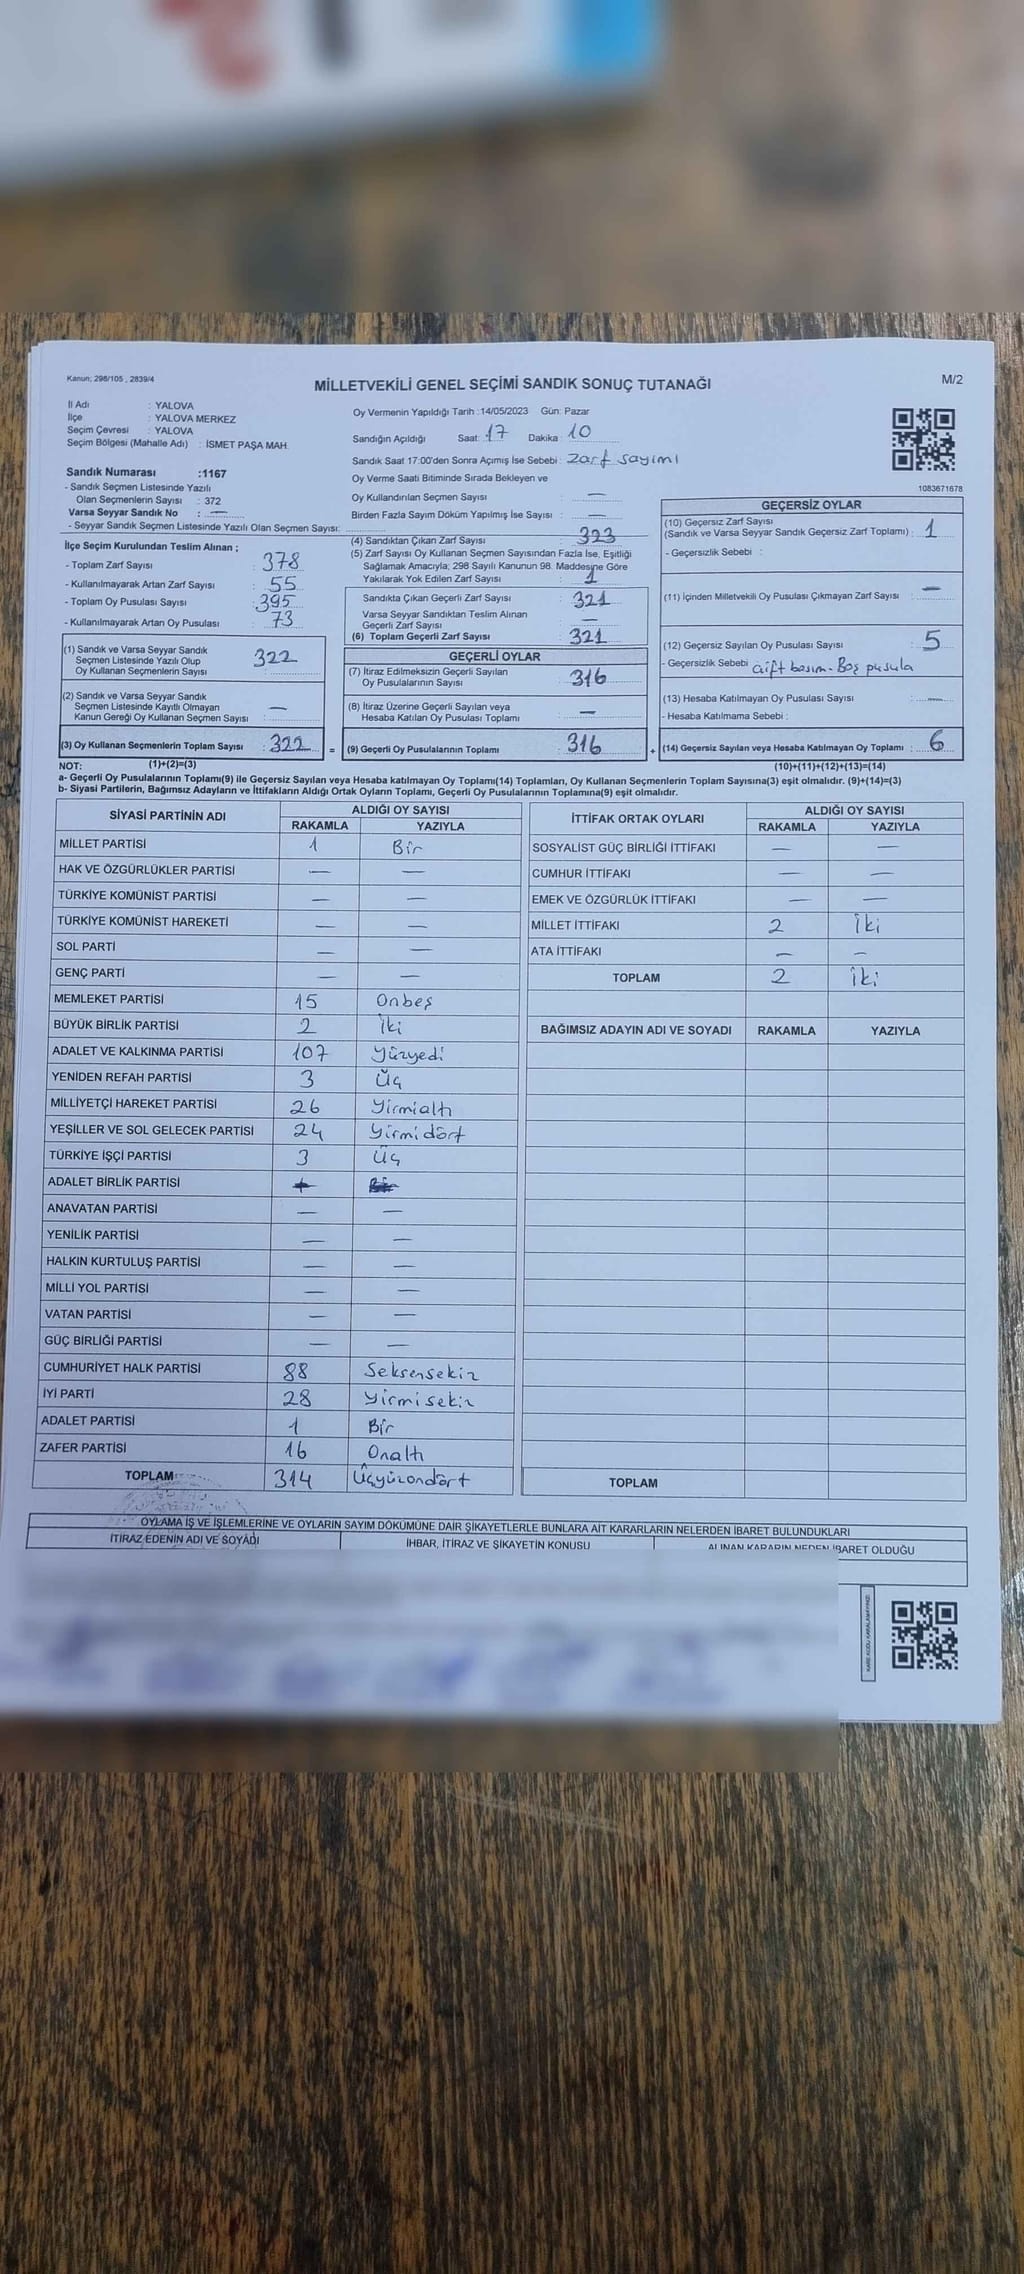 Kanun: 298/105 , 2839/4
MİLLETVEKİLİ GENEL SEÇİMİ SANDIK SONUÇ TUTANAĞI
M/2
İl Adı : YALOVA
İlçe : YALOVA MERKEZ
Seçim Çevresi : YALOVA
Seçim Bölgesi (Mahalle Adı) : İSMET PAŞA MAH.
Sandık Numarası :1167
- Sandık Seçmen Listesinde Yazılı
Olan Seçmenlerin Sayısı : 372
Varsa Seyyar Sandık No : —
- Seyyar Sandık Seçmen Listesinde Yazılı Olan Seçmen Sayısı:
İlçe Seçim Kurulundan Teslim Alınan ;
- Toplam Zarf Sayısı : 378
- Kullanılmayarak Artan Zarf Sayısı : 55
- Toplam Oy Pusulası Sayısı : 395
- Kullanılmayarak Artan Oy Pusulası : 73
(1) Sandık ve Varsa Seyyar Sandık
Seçmen Listesinde Yazılı Olup
Oy Kullanan Seçmenlerin Sayısı : 322
(2) Sandık ve Varsa Seyyar Sandık
Seçmen Listesinde Kayıtlı Olmayan
Kanun Gereği Oy Kullanan Seçmen Sayısı : —
(3) Oy Kullanan Seçmenlerin Toplam Sayısı : 322 =
Oy Vermenin Yapıldığı Tarih :14/05/2023 Gün: Pazar
Sandığın Açıldığı Saat: 17 Dakika : 10
Sandık Saat 17:00'den Sonra Açımış İse Sebebi : Zarf sayımı
Oy Verme Saati Bitiminde Sırada Bekleyen ve
Oy Kullandırılan Seçmen Sayısı : —
Birden Fazla Sayım Döküm Yapılmış İse Sayısı : —
(4) Sandıktan Çıkan Zarf Sayısı : 323
(5) Zarf Sayısı Oy Kullanan Seçmen Sayısından Fazla İse, Eşitliği
Sağlamak Amacıyla; 298 Sayılı Kanunun 98. Maddesine Göre
Yakılarak Yok Edilen Zarf Sayısı : 1
Sandıkta Çıkan Geçerli Zarf Sayısı : 321
Varsa Seyyar Sandıktan Teslim Alınan
Geçerli Zarf Sayısı : —
(6) Toplam Geçerli Zarf Sayısı : 321
GEÇERLİ OYLAR
(7) İtiraz Edilmeksizin Geçerli Sayılan
Oy Pusulalarının Sayısı : 316
(8) İtiraz Üzerine Geçerli Sayılan veya
Hesaba Katılan Oy Pusulası Toplamı : —
(9) Geçerli Oy Pusulalarının Toplamı : 316 +
1083671678
GEÇERSİZ OYLAR
(10) Geçersiz Zarf Sayısı
(Sandık ve Varsa Seyyar Sandık Geçersiz Zarf Toplamı) : 1
- Geçersizlik Sebebi :
(11) İçinden Milletvekili Oy Pusulası Çıkmayan Zarf Sayısı : —
(12) Geçersiz Sayılan Oy Pusulası Sayısı : 5
- Geçersizlik Sebebi : çift basım - Boş pusula
(13) Hesaba Katılmayan Oy Pusulası Sayısı : —
- Hesaba Katılmama Sebebi :
(14) Geçersiz Sayılan veya Hesaba Katılmayan Oy Toplamı : 6
NOT: (1)+(2)=(3)
(10)+(11)+(12)+(13)=(14)
a- Geçerli Oy Pusulalarının Toplamı(9) ile Geçersiz Sayılan veya Hesaba katılmayan Oy Toplamı(14) Toplamları, Oy Kullanan Seçmenlerin Toplam Sayısına(3) eşit olmalıdır. (9)+(14)=(3)
b- Siyasi Partilerin, Bağımsız Adayların ve İttifakların Aldığı Ortak Oyların Toplamı, Geçerli Oy Pusulalarının Toplamına(9) eşit olmalıdır.
SİYASİ PARTİNİN ADI ALDIĞI OY SAYISI
RAKAMLA YAZIYLA
MİLLET PARTİSİ 1 Bir
HAK VE ÖZGÜRLÜKLER PARTİSİ — —
TÜRKİYE KOMÜNİST PARTİSİ — —
TÜRKİYE KOMÜNİST HAREKETİ — —
SOL PARTİ — —
GENÇ PARTİ — —
MEMLEKET PARTİSİ 15 Onbeş
BÜYÜK BİRLİK PARTİSİ 2 İki
ADALET VE KALKINMA PARTİSİ 107 Yüzyedi
YENİDEN REFAH PARTİSİ 3 Üç
MİLLİYETÇİ HAREKET PARTİSİ 26 Yirmialtı
YEŞİLLER VE SOL GELECEK PARTİSİ 24 Yirmidört
TÜRKİYE İŞÇİ PARTİSİ 3 Üç
ADALET BİRLİK PARTİSİ
ANAVATAN PARTİSİ — —
YENİLİK PARTİSİ — —
HALKIN KURTULUŞ PARTİSİ — —
MİLLİ YOL PARTİSİ — —
VATAN PARTİSİ — —
GÜÇ BİRLİĞİ PARTİSİ — —
CUMHURİYET HALK PARTİSİ 88 Seksensekiz
İYİ PARTİ 28 Yirmisekiz
ADALET PARTİSİ 1 Bir
ZAFER PARTİSİ 16 Onaltı
TOPLAM 314 Üçyüzondört
İTTİFAK ORTAK OYLARI ALDIĞI OY SAYISI
RAKAMLA YAZIYLA
SOSYALİST GÜÇ BİRLİĞİ İTTİFAKI — —
CUMHUR İTTİFAKI — —
EMEK VE ÖZGÜRLÜK İTTİFAKI — —
MİLLET İTTİFAKI 2 İki
ATA İTTİFAKI — —
TOPLAM 2 İki
BAĞIMSIZ ADAYIN ADI VE SOYADI RAKAMLA YAZIYLA
TOPLAM
OYLAMA İŞ VE İŞLEMLERİNE VE OYLARIN SAYIM DÖKÜMÜNE DAİR ŞİKAYETLERLE BUNLARA AİT KARARLARIN NELERDEN İBARET BULUNDUKLARI
İTİRAZ EDENİN ADI VE SOYADI İHBAR, İTİRAZ VE ŞİKAYETİN KONUSU ALINAN KARARIN NEDEN İBARET OLDUĞU